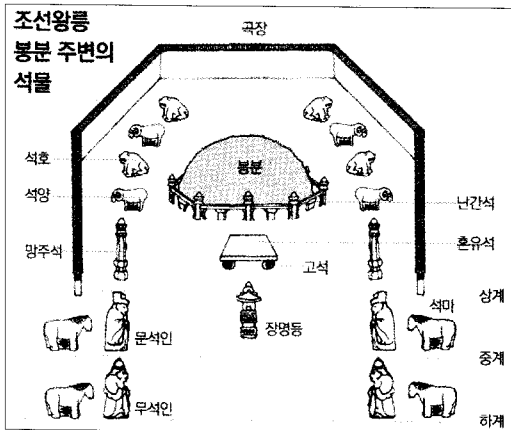 조선왕릉
봉분 주변의
석물
곡장
봉분
석호
석양
난간석
망주석
혼유석
고석
상계
석마
문석인
장명등
중계
무석인
하계